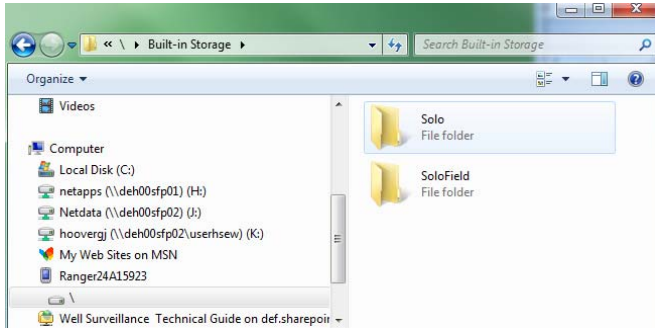 « \ ▸ Built-in Storage ▸
Search Built-in Storage
Organize ▾
Videos
Computer
Local Disk (C:)
netapps (\\deh00sfp01) (H:)
Netdata (\\deh00sfp02) (J:)
hoovergj (\\deh00sfp02\userhsew) (K:)
My Web Sites on MSN
Ranger24A15923
\
Well Surveillance Technical Guide on def.sharepoir
Solo
File folder
SoloField
File folder